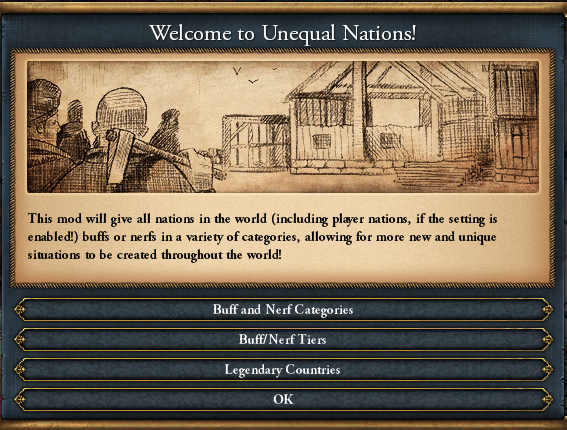 Welcome to Unequal Nations!
This mod will give all nations in the world (including player nations, if the setting is
enabled!) buffs or nerfs in a variety of categories, allowing for more new and unique
situations to be created throughout the world!
Buff and Nerf Categories
Buff/Nerf Tiers
Legendary Countries
OK